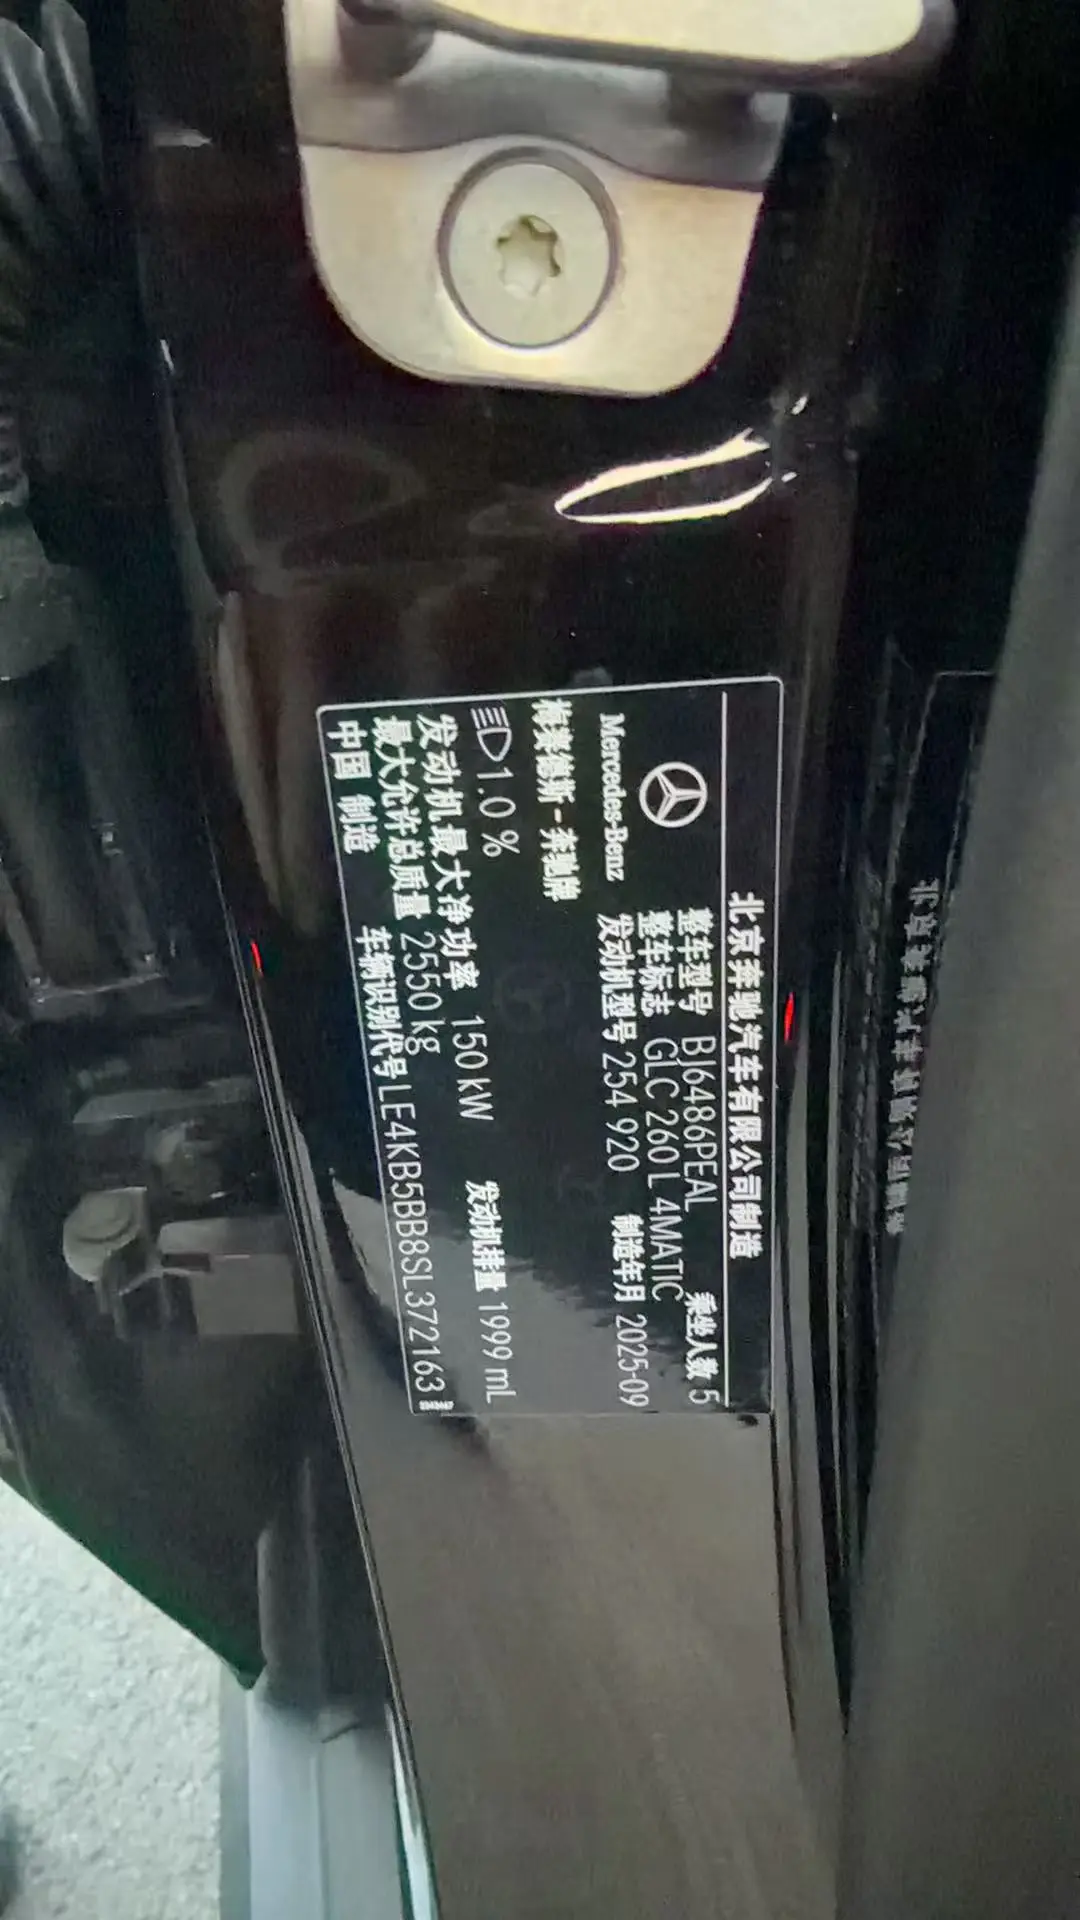 北京奔驰汽车有限公司制造
整车型号 BJ6486PEAL 乘坐人数 5
整车标志 GLC 260 L 4MATIC
Mercedes-Benz 发动机型号 254 920 制造年月 2025-09
梅赛德斯-奔驰牌
1.0 %
发动机最大净功率 150 kW 发动机排量 1999 mL
最大允许总质量 2550 kg
中国 制造 车辆识别代号 LE4KB5BB8SL372163